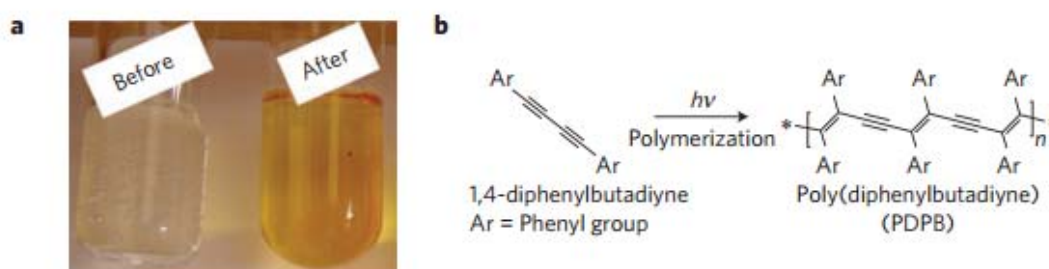 a
Before
After
b
Ar
Ar
hν
Polymerization
1,4-diphenylbutadiyne
Ar = Phenyl group
Ar Ar Ar
* n *
Ar Ar Ar
Poly(diphenylbutadiyne)
(PDPB)